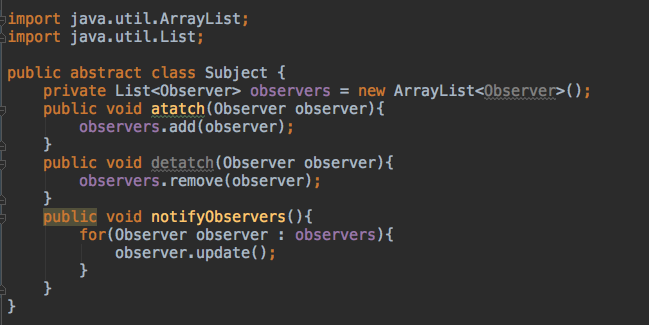 import java.util.ArrayList;
import java.util.List;

public abstract class Subject {
    private List<Observer> observers = new ArrayList<Observer>();
    public void atatch(Observer observer){
        observers.add(observer);
    }
    public void detatch(Observer observer){
        observers.remove(observer);
    }
    public void notifyObservers(){
        for(Observer observer : observers){
            observer.update();
        }
    }
}